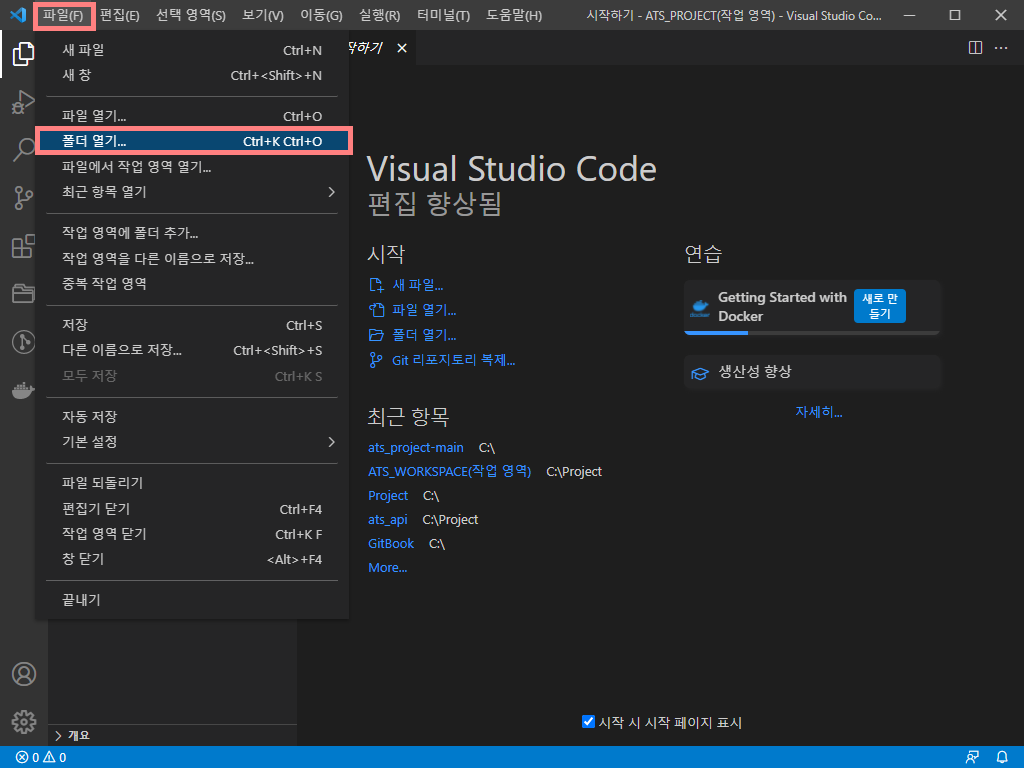 파일(F) 편집(E) 선택 영역(S) 보기(V) 이동(G) 실행(R) 터미널(T) 도움말(H) 시작하기 - ATS_PROJECT(작업 영역) - Visual Studio Co...
새 파일 Ctrl+N
새 창 Ctrl+<Shift>+N
파일 열기... Ctrl+O
폴더 열기... Ctrl+K Ctrl+O
파일에서 작업 영역 열기...
최근 항목 열기
작업 영역에 폴더 추가...
작업 영역을 다른 이름으로 저장...
중복 작업 영역
저장 Ctrl+S
다른 이름으로 저장... Ctrl+<Shift>+S
모두 저장 Ctrl+K S
자동 저장
기본 설정
파일 되돌리기
편집기 닫기 Ctrl+F4
작업 영역 닫기 Ctrl+K F
창 닫기 <Alt>+F4
끝내기
작하기
Visual Studio Code
편집 향상됨
시작
새 파일...
파일 열기...
폴더 열기...
Git 리포지토리 복제...
최근 항목
ats_project-main C:\
ATS_WORKSPACE(작업 영역) C:\Project
Project C:\
ats_api C:\Project
GitBook C:\
More...
연습
Getting Started with
Docker
새로 만
들기
docker
생산성 향상
자세히...
시작 시 시작 페이지 표시
개요
0 0